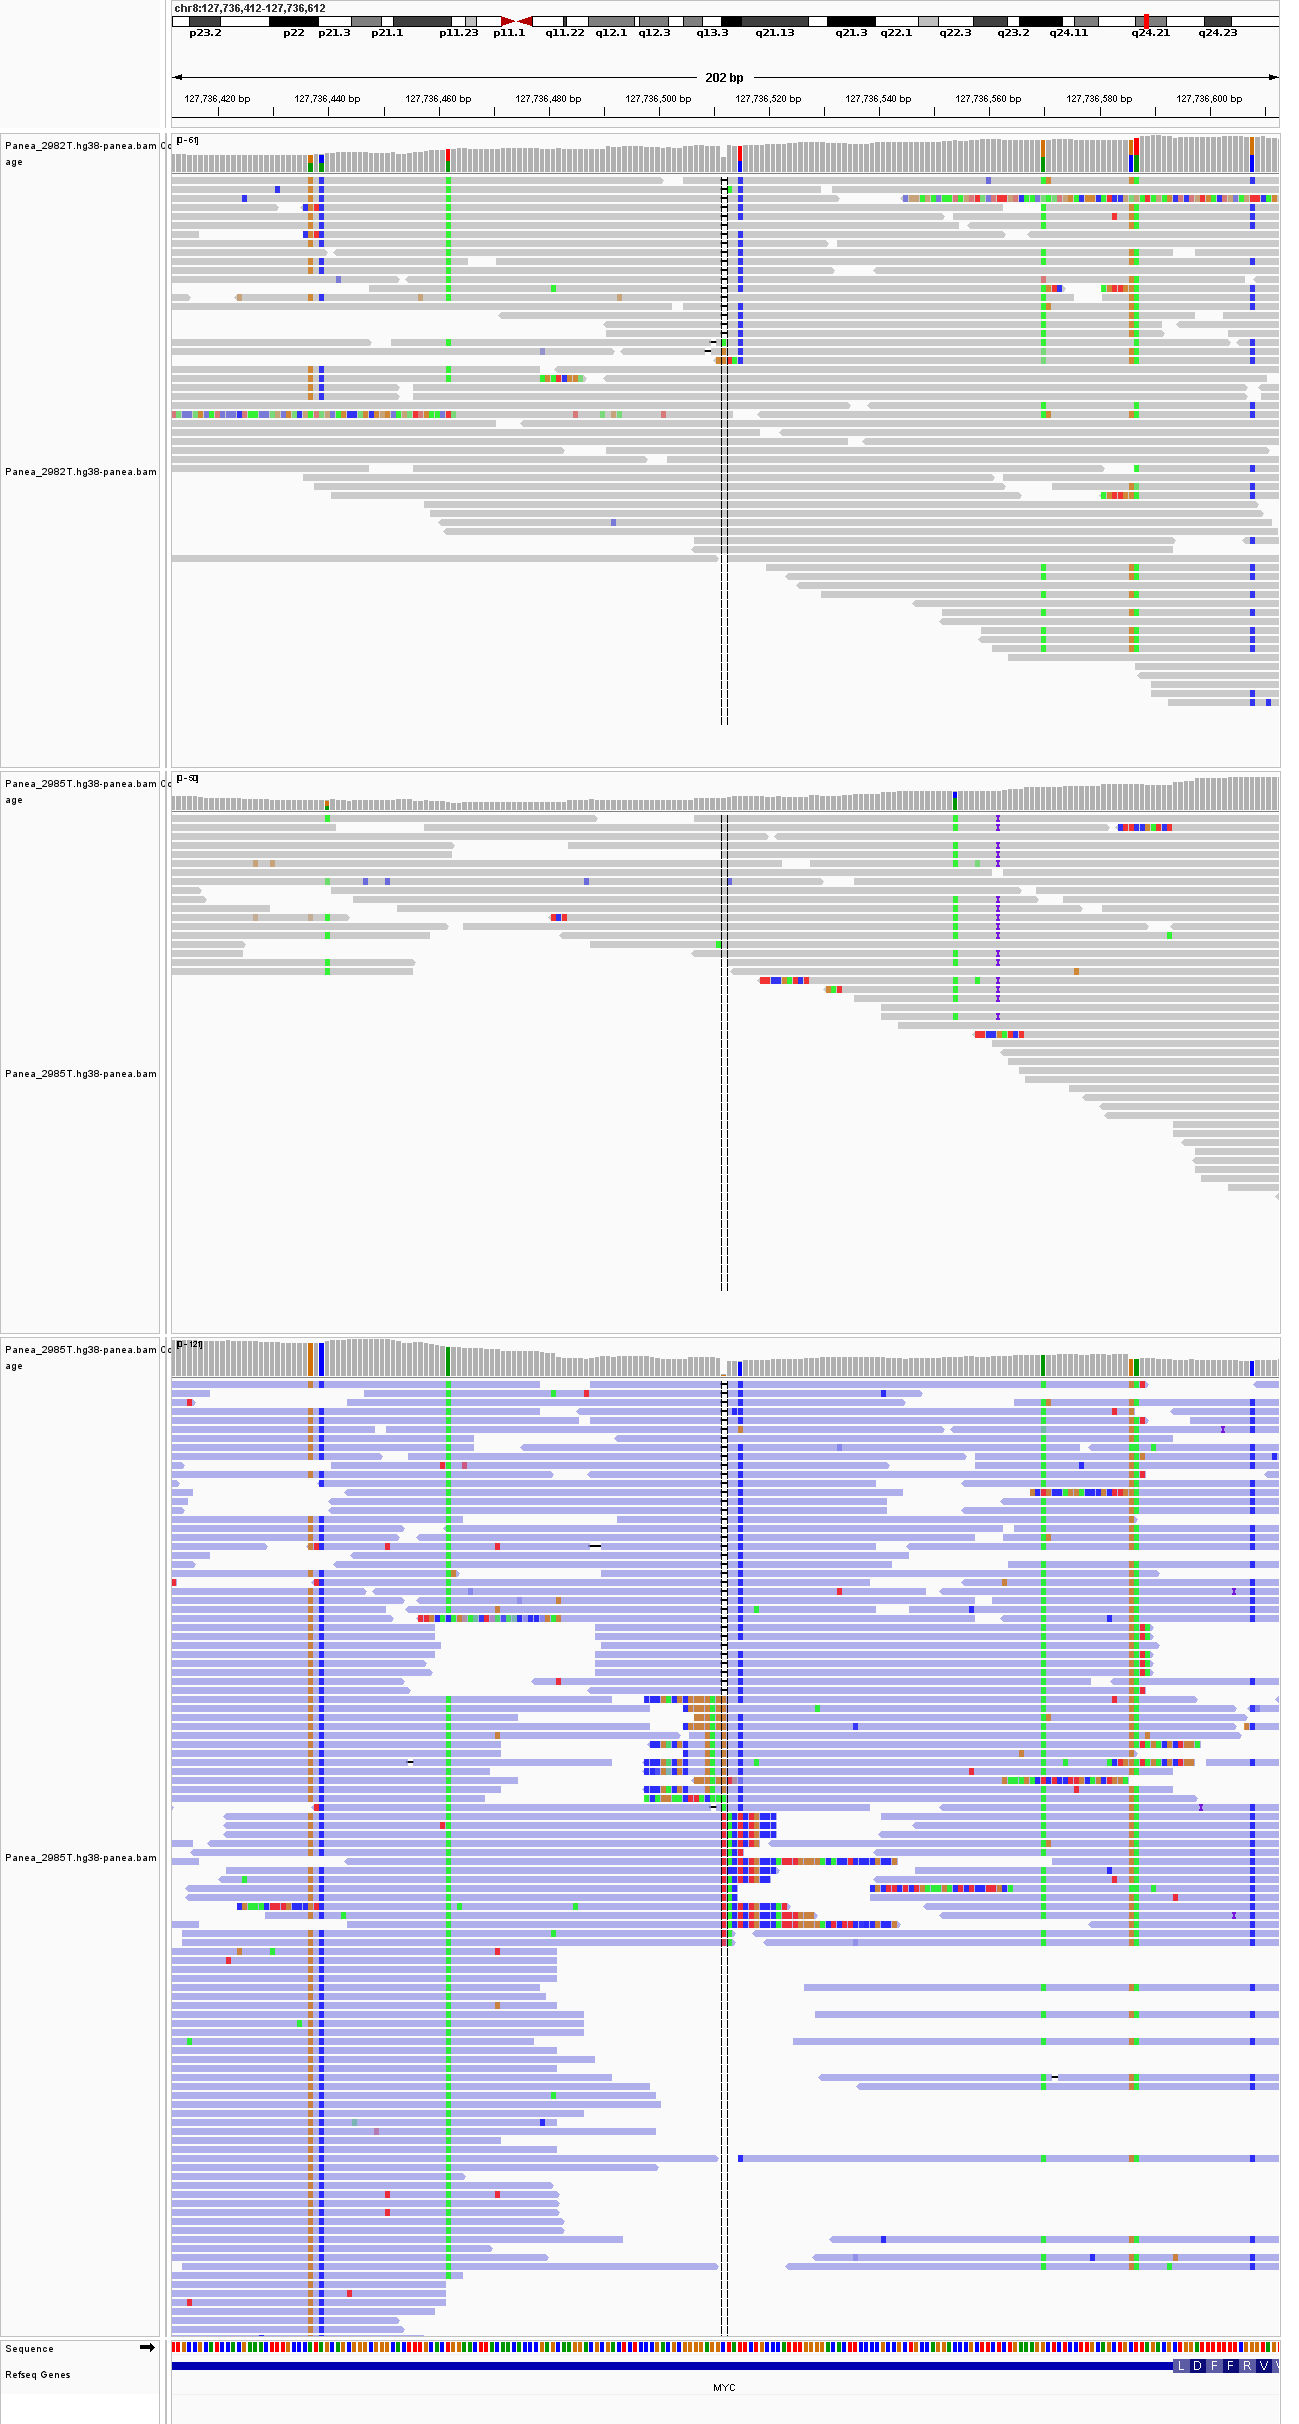 chr8:127,736,412-127,736,612
p23.2 p22 p21.3 p21.1 p11.23 p11.1 q11.22 q12.1 q12.3 q13.3 q21.13 q21.3 q22.1 q22.3 q23.2 q24.11 q24.21 q24.23
202 bp
127,736,420 bp 127,736,440 bp 127,736,460 bp 127,736,480 bp 127,736,500 bp 127,736,520 bp 127,736,540 bp 127,736,560 bp 127,736,580 bp 127,736,600 bp
Panea_2982T.hg38-panea.bam Co
age
[0 - 61]
Panea_2982T.hg38-panea.bam
Panea_2985T.hg38-panea.bam Co
age
[0 - 50]
Panea_2985T.hg38-panea.bam
Panea_2985T.hg38-panea.bam Co
age
[0 - 121]
Panea_2985T.hg38-panea.bam
Sequence
Refseq Genes
L D F F R V
MYC